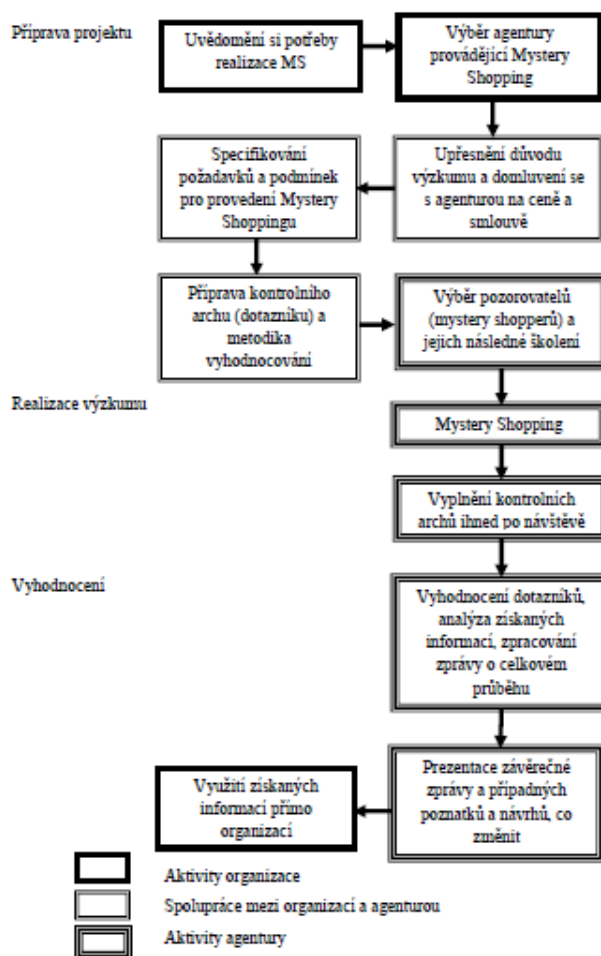 Příprava projektu
Uvědomění si potřeby
realizace MS
Výběr agentury
provádějící Mystery
Shopping
Specifikování
požadavků a podmínek
pro provedení Mystery
Shoppingu
Upřesnění důvodu
výzkumu a domluvení se
s agenturou na ceně a
smlouvě
Příprava kontrolního
archu (dotazníku) a
metodika
vyhodnocování
Výběr pozorovatelů
(mystery shopperů) a
jejich následné školení
Realizace výzkumu
Mystery Shopping
Vyplnění kontrolních
archů ihned po návštěvě
Vyhodnocení
Vyhodnocení dotazníků,
analýza získaných
informací, zpracování
zprávy o celkovém
průběhu
Prezentace závěrečné
zprávy a případných
poznatků a návrhů, co
změnit
Využití získaných
informací přímo
organizací
Aktivity organizace
Spolupráce mezi organizací a agenturou
Aktivity agentury